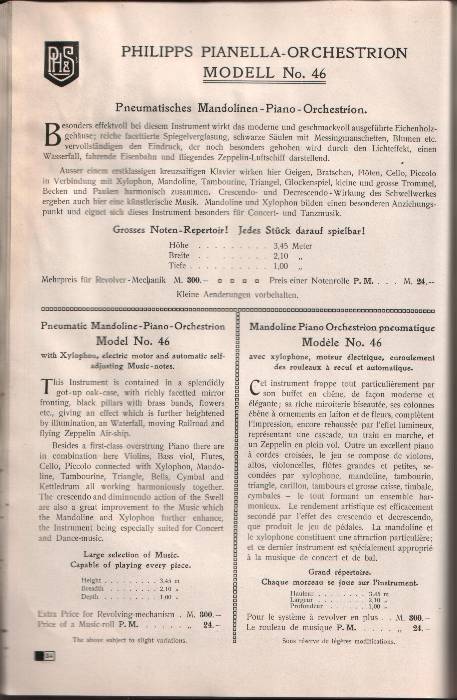 PH&S
PHILIPPS PIANELLA-ORCHESTRION
MODELL No. 46
Pneumatisches Mandolinen-Piano-Orchestrion.
Besonders effektvoll bei diesem Instrument wirkt das moderne und geschmackvoll ausgeführte Eichenholz-
gehäuse; reiche facettierte Spiegelverglasung, schwarze Säulen mit Messingmanschetten, Blumen etc.
vervollständigen den Eindruck, der noch besonders gehoben wird durch den Lichteffekt, einen
Wasserfall, fahrende Eisenbahn und fliegendes Zeppelin-Luftschiff darstellend.
Ausser einem erstklassigen kreuzsaitigen Klavier wirken hier Geigen, Bratschen, Flöten, Cello, Piccolo
in Verbindung mit Xylophon, Mandoline, Tambourine, Triangel, Glockenspiel, kleine und grosse Trommel,
Becken und Pauken harmonisch zusammen. Crescendo- und Decrescendo-Wirkung des Schwellwerkes
ergeben auch hier eine künstlerische Musik. Mandoline und Xylophon bilden einen besonderen Anziehungs-
punkt und eignet sich dieses Instrument besonders für Concert- und Tanzmusik.
Grosses Noten-Repertoir! Jedes Stück darauf spielbar!
Höhe . . . . . . . . . 3,45 Meter
Breite . . . . . . . . . 2,10 „
Tiefe . . . . . . . . . 1,00 „
Mehrpreis für Revolver-Mechanik M. 300.— Preis einer Notenrolle P. M. . . . M. 24.—
Kleine Aenderungen vorbehalten.
Pneumatic Mandoline-Piano-Orchestrion
Model No. 46
with Xylophon, electric motor and automatic self-
adjusting Music-notes.
This Instrument is contained in a splendidly
got-up oak-case, with richly facetted mirror
fronting, black pillars with brass bands, flowers
etc., giving an effect which is further heightened
by illumination, an Waterfall, moving Railroad and
flying Zeppelin Air-ship.
Besides a first-class overstrung Piano there are
in combination here Violins, Bass viol, Flutes,
Cello, Piccolo connected with Xylophon, Mando-
line, Tambourine, Triangle, Bells, Cymbal and
Kettledrum all working harmoniously together.
The crescendo and diminuendo action of the Swell
are also a great improvement to the Music which
the Mandoline and Xylophon further enhance,
the Instrument being especially suited for Concert
and Dance-music.
Large selection of Music.
Capable of playing every piece.
Height . . . . . . . . . 3,45 m
Breadth . . . . . . . . . 2,10 „
Depth . . . . . . . . . 1,00 „
Extra Price for Revolving-mechanism . M. 300.—
Price of a Music-roll P. M. . . . . . „ 24.—
The above subject to slight variations.
Mandoline Piano Orchestrion pneumatique
Modèle No. 46
avec xylophone, moteur électrique, enroulement
des rouleaux à recul et automatique.
Cet instrument frappe tout particulièrement par
son buffet en chêne, de façon moderne et
élégante; sa riche miroiterie biseautée, ses colonnes
ébène à ornements en laiton et de fleurs, complètent
l'impression, encore rehaussée par l'effet lumineux,
représentant une cascade, un train en marche, et
un Zeppelin en plein vol. Outre un excellent piano
à cordes croisées, le jeu se compose de violons,
altos, violoncelles, flûtes grandes et petites, se-
condées par xylophone, mandoline, tambourin,
triangle, carillon, tambours et grosse caisse, timbale,
cymbales — le tout formant un ensemble har-
monieux. Le rendement artistique est efficacement
secondé par l'effet des crescendo et decrescendo,
que produit le jeu de pédales. La mandoline et
le xylophone constituent une attraction particulière;
et ce dernier instrument est spécialement approprié
à la musique de concert et de bal.
Grand répertoire.
Chaque morceau se joue sur l'instrument.
Hauteur . . . . . . . . . 3,45 m
Largeur . . . . . . . . . 2,10 „
Profondeur . . . . . . . . 1,00 „
Pour le système à revolver en plus . . M. 300.—
Le rouleau de musique P. M. . . . . „ 24.—
Sous réserve de légères modifications.